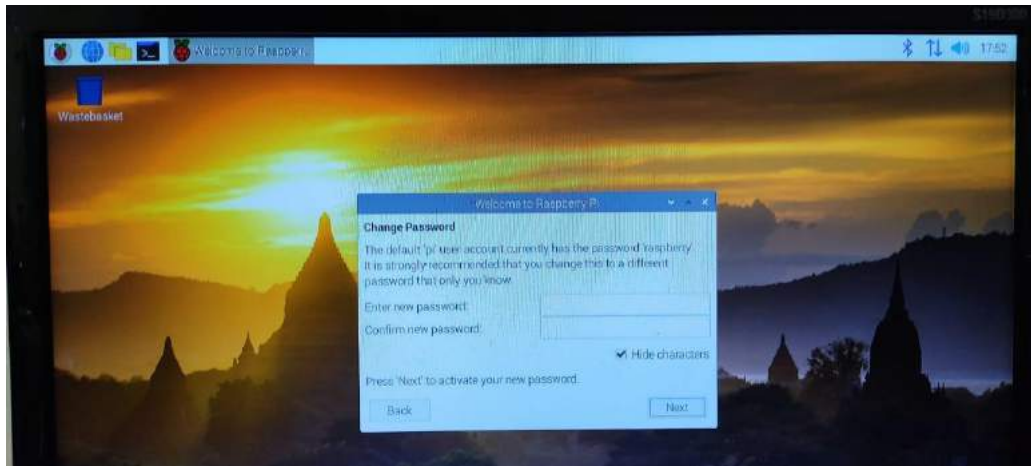 S19D300
Welcome to Raspberry
17:52
Wastebasket
Welcome to Raspberry Pi
Change Password
The default 'pi' user account currently has the password 'raspberry'.
It is strongly recommended that you change this to a different
password that only you know.
Enter new password:
Confirm new password:
Hide characters
Press 'Next' to activate your new password.
Back
Next